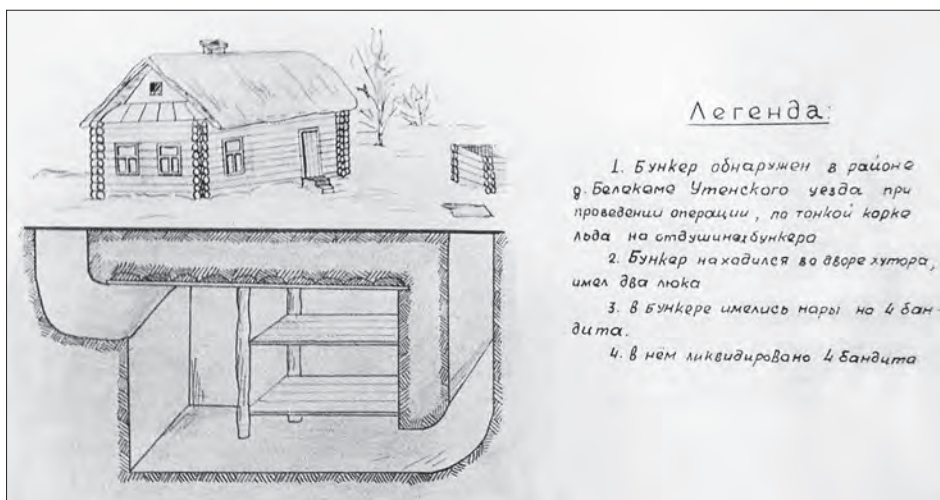 Легенда:
1. Бункер обнаружен в районе
д. Белекаме Утенского уезда при
проведении операции, по тонкой корке
льда на отдушине бункера
2. Бункер находился во дворе хутора,
имел два люка
3. в бункере имелись нары на 4 бан-
дита.
4. в нём ликвидировано 4 бандита